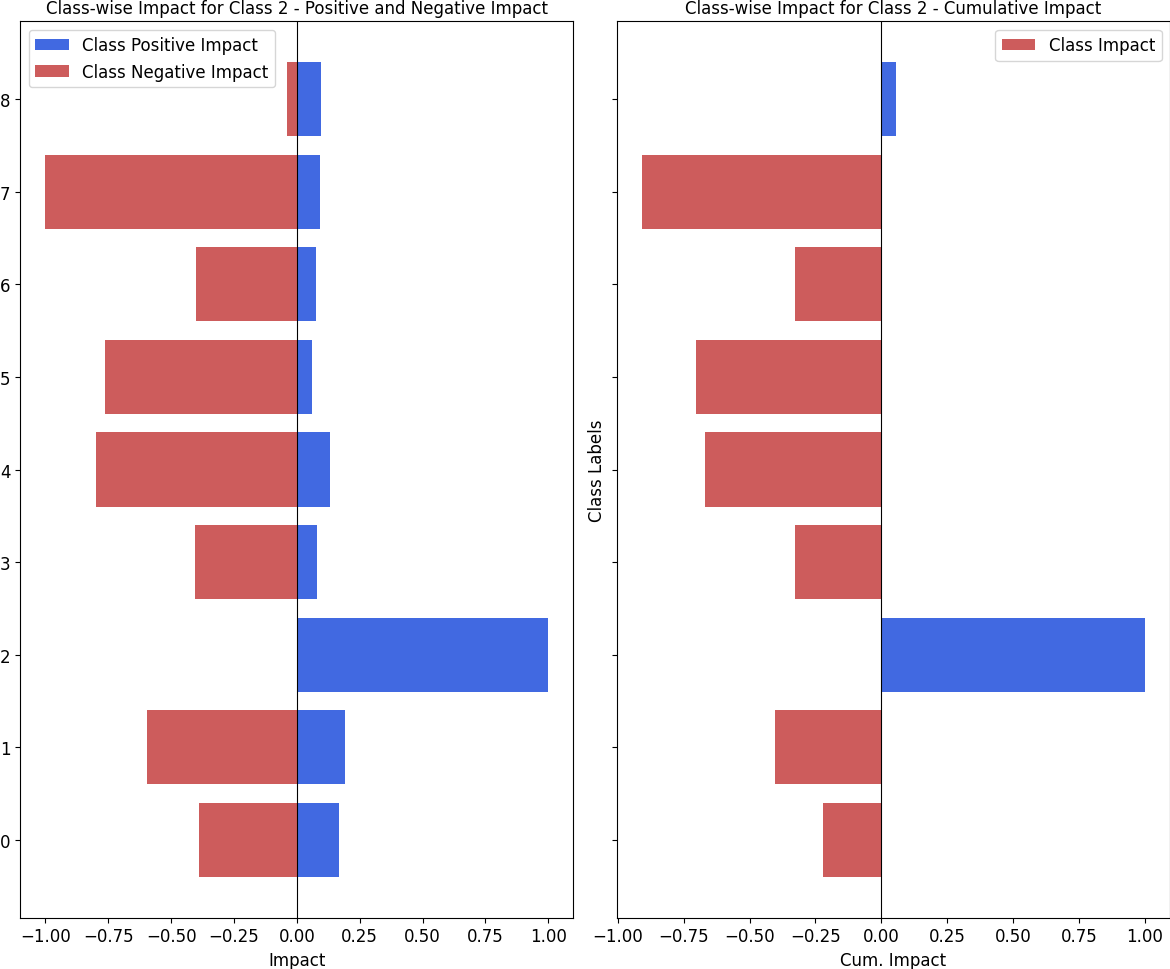 Class-wise Impact for Class 2 - Positive and Negative Impact
Class Positive Impact
Class Negative Impact
8
7
6
5
4
3
2
1
0
−1.00 −0.75 −0.50 −0.25 0.00 0.25 0.50 0.75 1.00
Impact
Class-wise Impact for Class 2 - Cumulative Impact
Class Impact
Class Labels
−1.00 −0.75 −0.50 −0.25 0.00 0.25 0.50 0.75 1.00
Cum. Impact